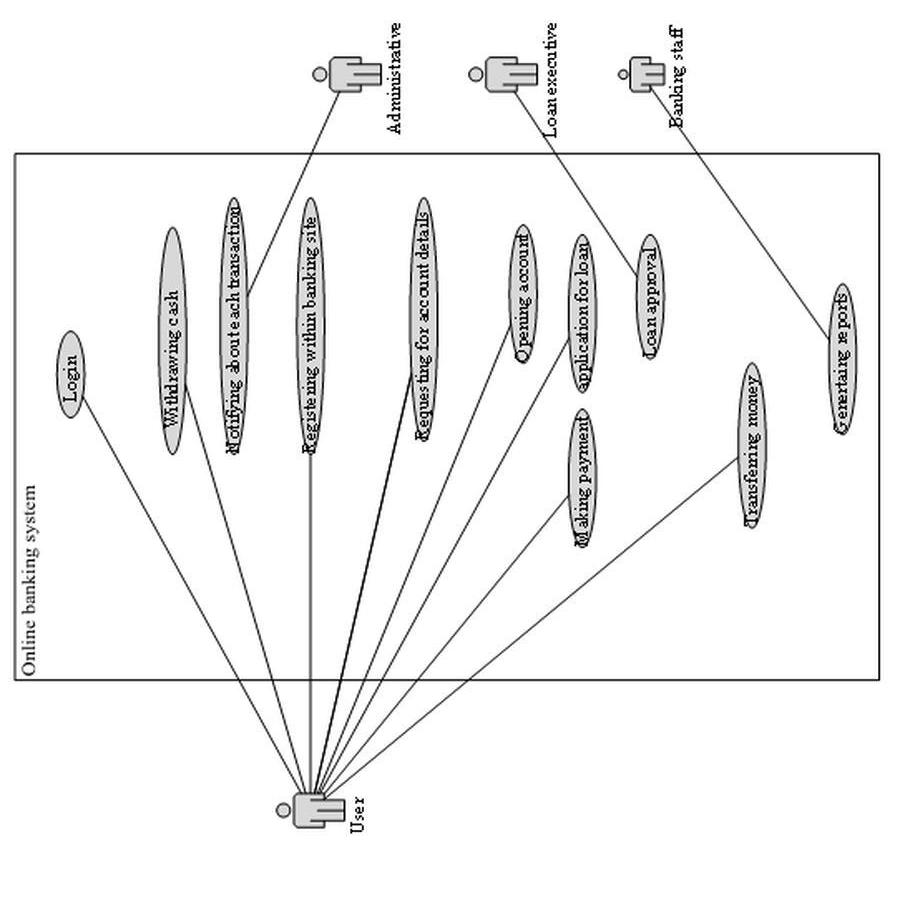 Online banking system
Login
Withdrawing cash
Notifying about each transaction
Registering within banking site
Requesting for account details
Opening account
application for loan
Making payment
Loan approval
Transferring money
Genertaing reports
User
Administrative
Loan executive
Banking staff